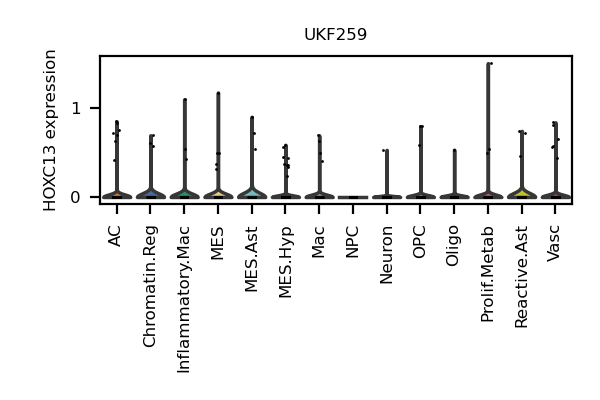 UKF259
HOXC13 expression
1
0
AC
Chromatin.Reg
Inflammatory.Mac
MES
MES.Ast
MES.Hyp
Mac
NPC
Neuron
OPC
Oligo
Prolif.Metab
Reactive.Ast
Vasc